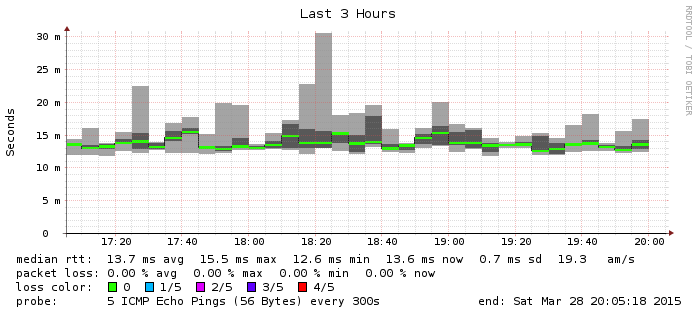 Last 3 Hours
RRDTOOL / TOBI OETIKER
Seconds
30 m
25 m
20 m
15 m
10 m
5 m
0
17:20 17:40 18:00 18:20 18:40 19:00 19:20 19:40 20:00
median rtt: 13.7 ms avg 15.5 ms max 12.6 ms min 13.6 ms now 0.7 ms sd 19.3 am/s
packet loss: 0.00 % avg 0.00 % max 0.00 % min 0.00 % now
loss color: 0 1/5 2/5 3/5 4/5
probe: 5 ICMP Echo Pings (56 Bytes) every 300s end: Sat Mar 28 20:05:18 2015